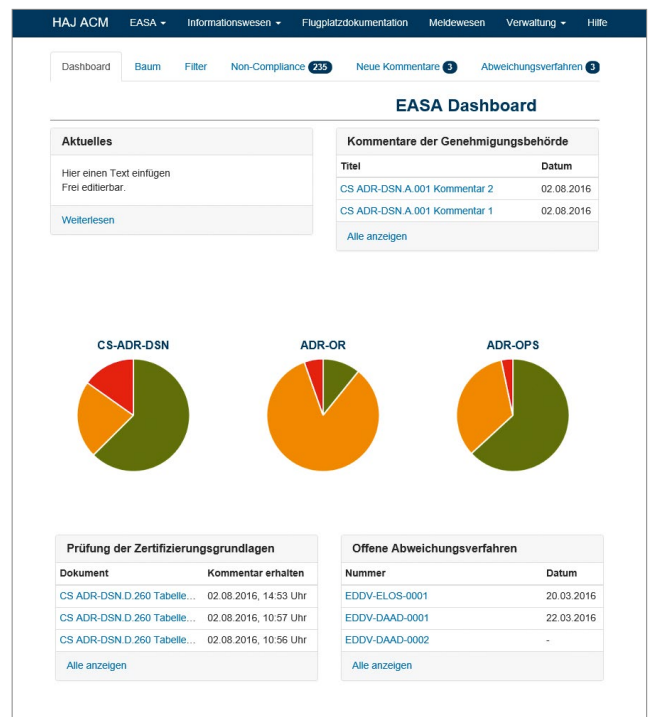 HAJ ACM EASA Informationswesen Flugplatzdokumentation Meldewesen Verwaltung Hilfe
Dashboard Baum Filter Non-Compliance 235 Neue Kommentare 3 Abweichungsverfahren 3
EASA Dashboard
Aktuelles
Hier einen Text einfügen
Frei editierbar.
Weiterlesen
Kommentare der Genehmigungsbehörde
Titel Datum
CS ADR-DSN.A.001 Kommentar 2 02.08.2016
CS ADR-DSN.A.001 Kommentar 1 02.08.2016
Alle anzeigen
CS-ADR-DSN ADR-OR ADR-OPS
Prüfung der Zertifizierungsgrundlagen
Dokument Kommentar erhalten
CS ADR-DSN.D.260 Tabelle... 02.08.2016, 14:53 Uhr
CS ADR-DSN.D.260 Tabelle... 02.08.2016, 10:57 Uhr
CS ADR-DSN.D.260 Tabelle... 02.08.2016, 10:56 Uhr
Alle anzeigen
Offene Abweichungsverfahren
Nummer Datum
EDDV-ELOS-0001 20.03.2016
EDDV-DAAD-0001 22.03.2016
EDDV-DAAD-0002 -
Alle anzeigen